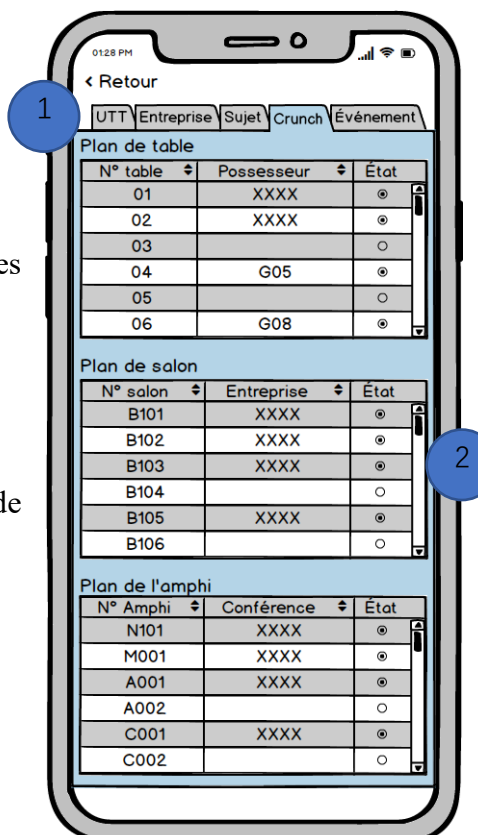 01:28 PM
< Retour
1
UTT Entreprise Sujet Crunch Événement
Plan de table
N° table Possesseur État
01 XXXX
02 XXXX
03
04 G05
05
06 G08
es
Plan de salon
N° salon Entreprise État
B101 XXXX
B102 XXXX
B103 XXXX
2
B104
B105 XXXX
de
B106
Plan de l'amphi
N° Amphi Conférence État
N101 XXXX
M001 XXXX
A001 XXXX
A002
C001 XXXX
C002